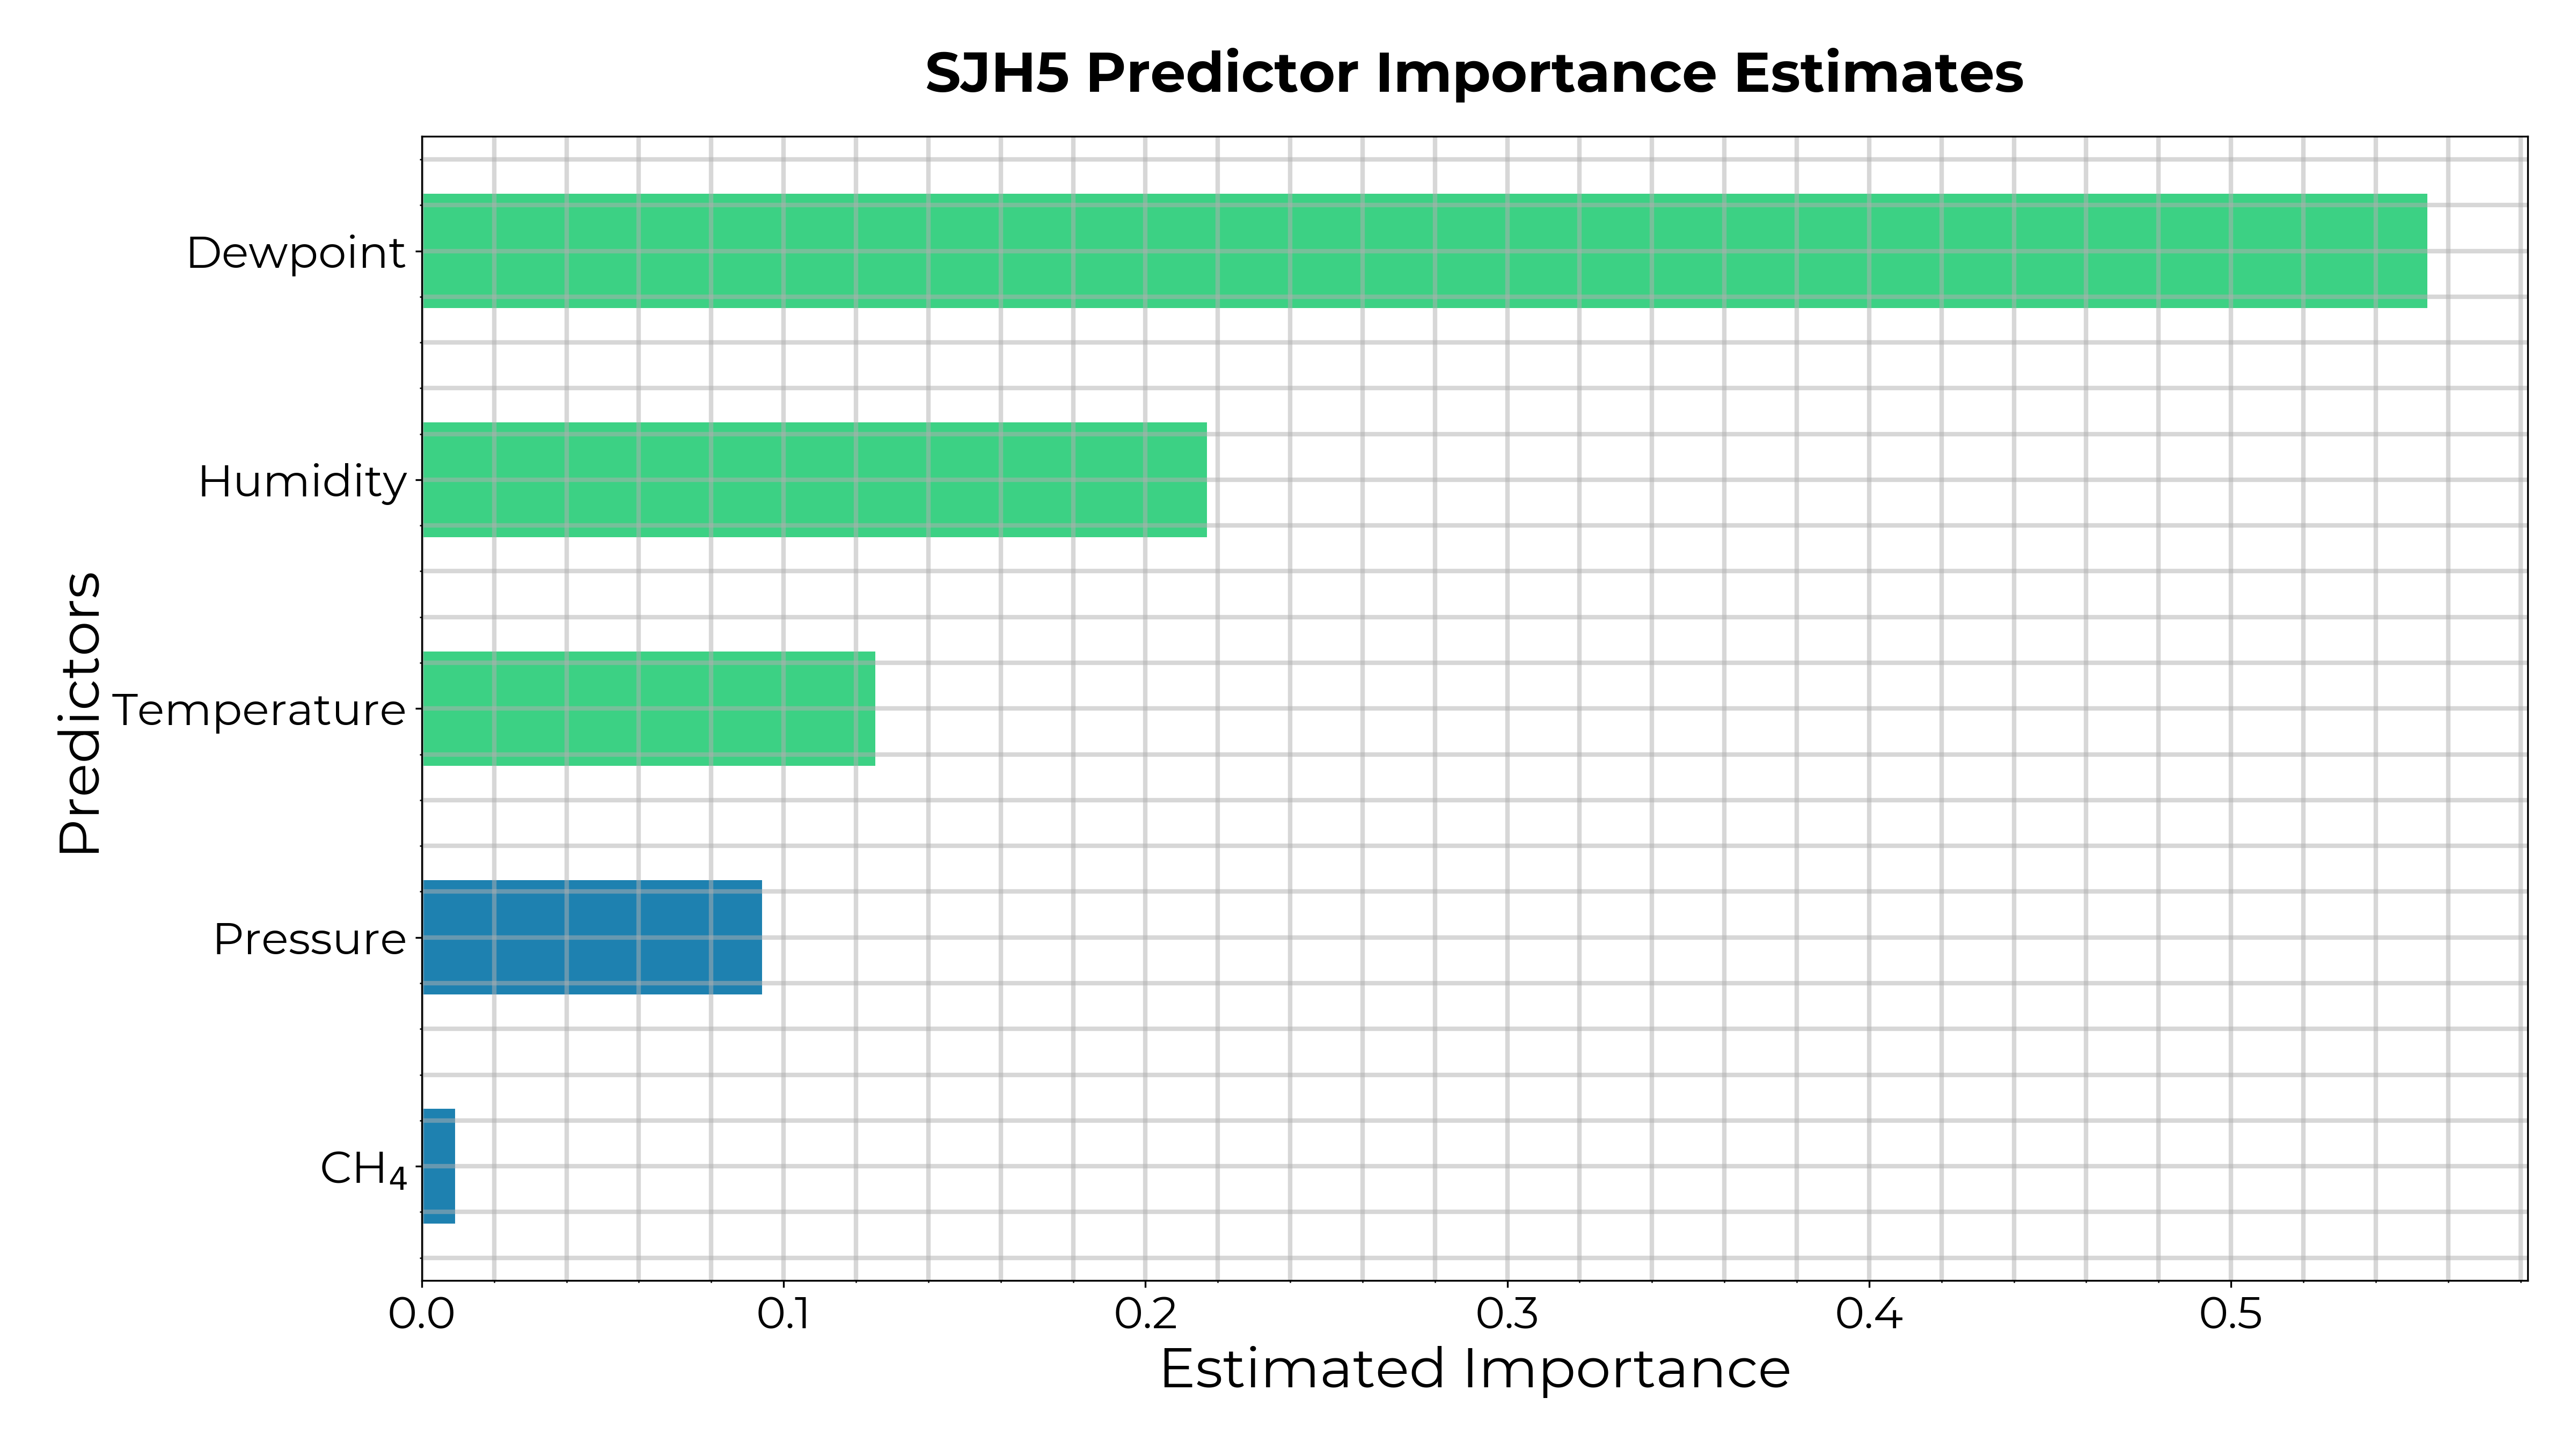 SJH5 Predictor Importance Estimates
Predictors
Dewpoint
Humidity
Temperature
Pressure
CH₄
0.0 0.1 0.2 0.3 0.4 0.5
Estimated Importance